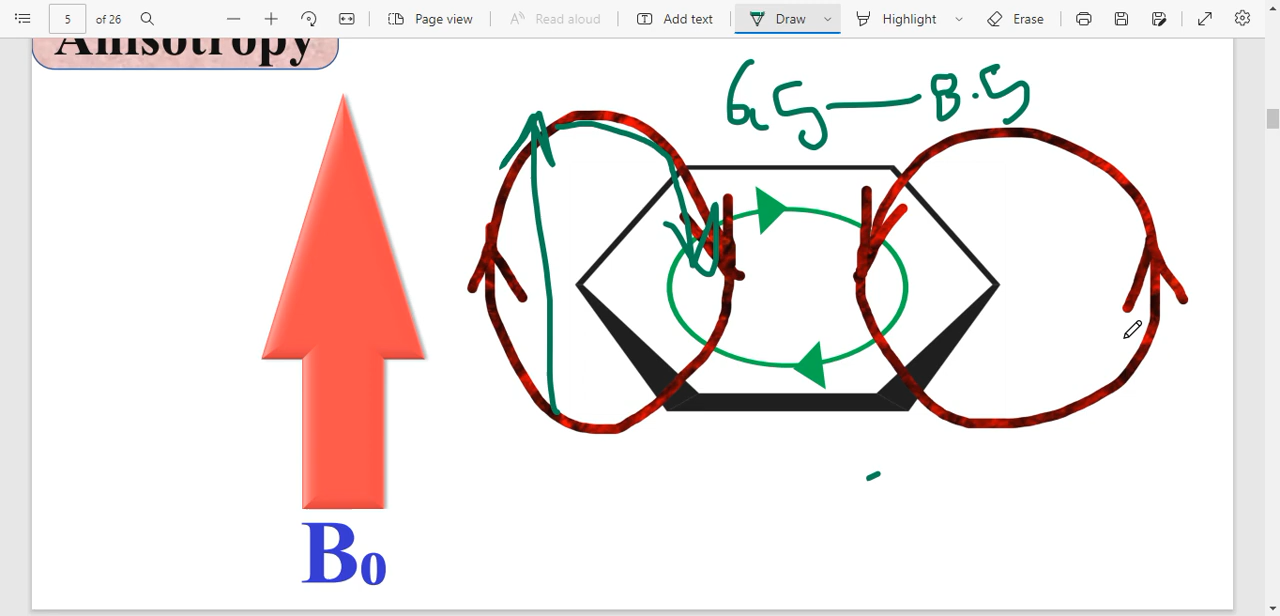 5 of 26 Page view Read aloud Add text Draw Highlight Erase
Anisotropy
6.5 — 8.5
B0